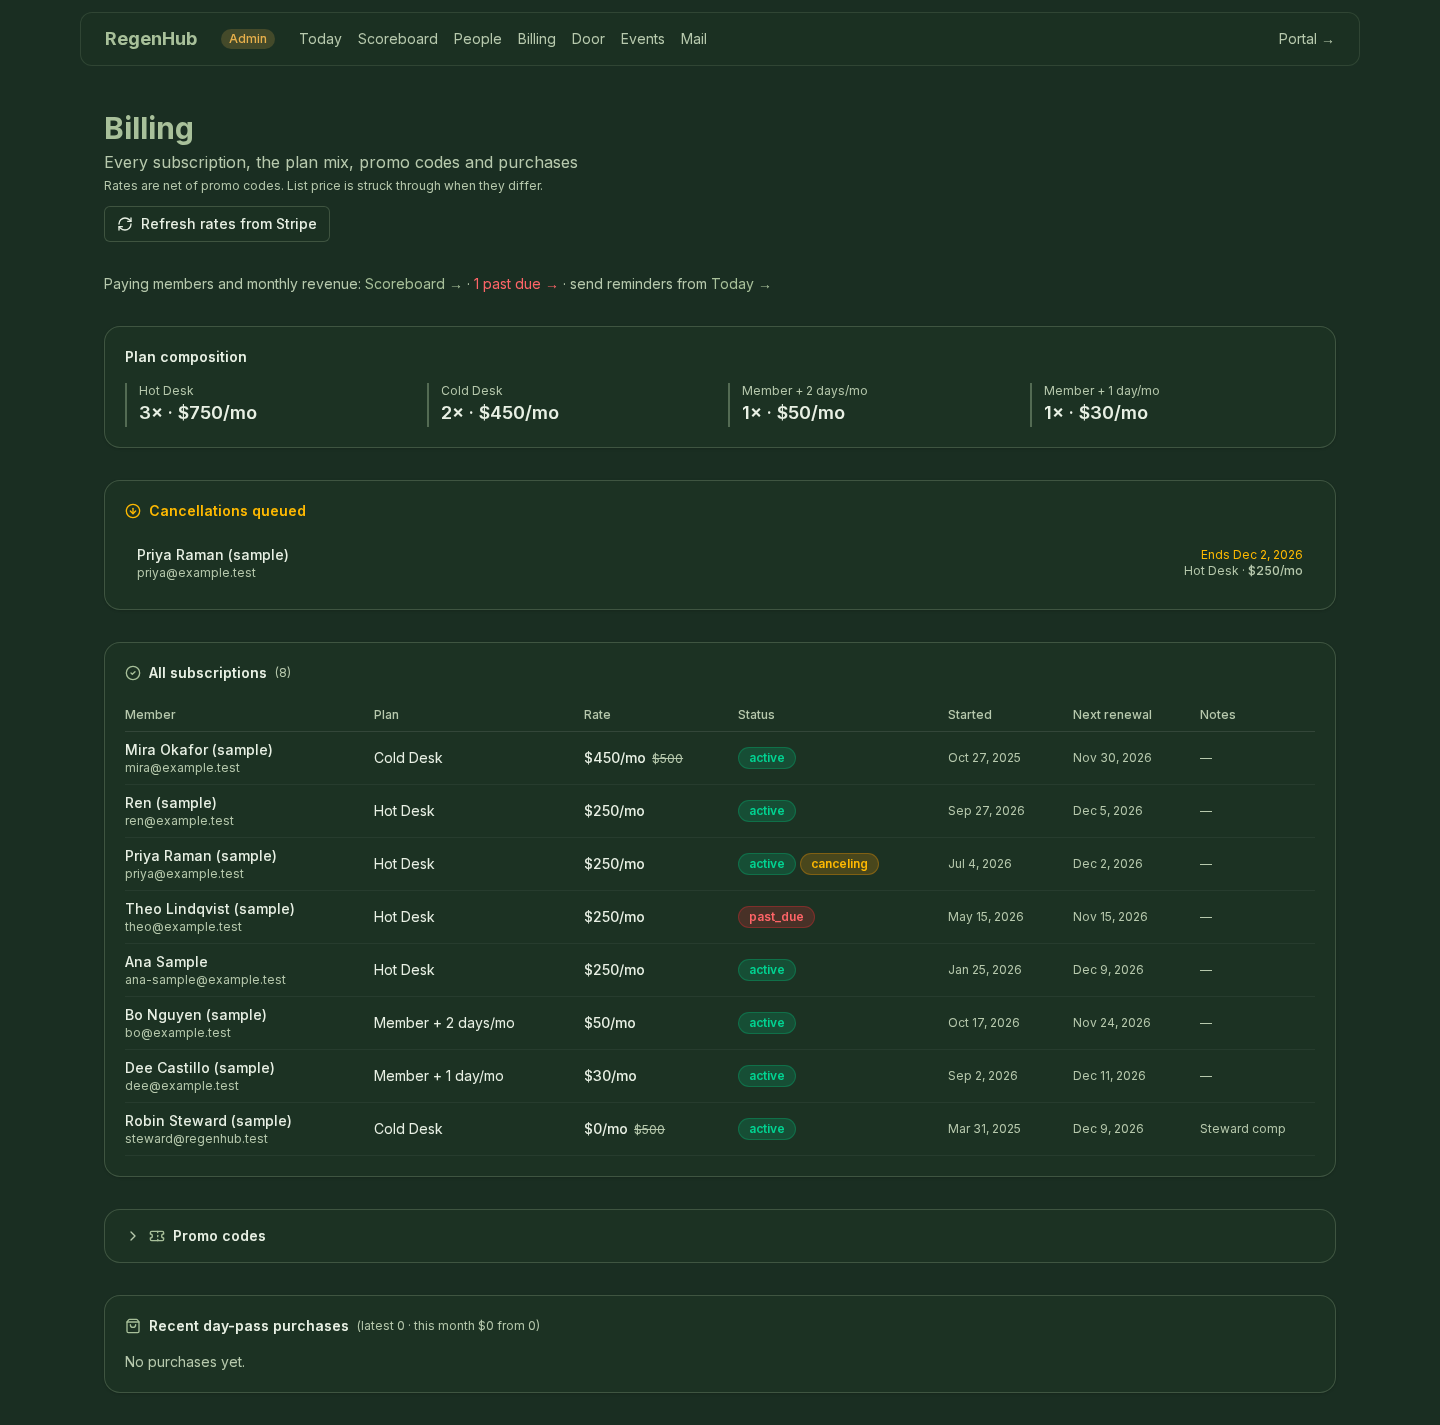 RegenHub Admin Today Scoreboard People Billing Door Events Mail Portal →
Billing
Every subscription, the plan mix, promo codes and purchases
Rates are net of promo codes. List price is struck through when they differ.
Refresh rates from Stripe
Paying members and monthly revenue: Scoreboard → · 1 past due → · send reminders from Today →
Plan composition
Hot Desk
3× · $750/mo
Cold Desk
2× · $450/mo
Member + 2 days/mo
1× · $50/mo
Member + 1 day/mo
1× · $30/mo
Cancellations queued
Priya Raman (sample)
priya@example.test
Ends Dec 2, 2026
Hot Desk · $250/mo
All subscriptions (8)
Member Plan Rate Status Started Next renewal Notes
Mira Okafor (sample)
mira@example.test
Cold Desk $450/mo $500 active Oct 27, 2025 Nov 30, 2026 —
Ren (sample)
ren@example.test
Hot Desk $250/mo active Sep 27, 2026 Dec 5, 2026 —
Priya Raman (sample)
priya@example.test
Hot Desk $250/mo active canceling Jul 4, 2026 Dec 2, 2026 —
Theo Lindqvist (sample)
theo@example.test
Hot Desk $250/mo past_due May 15, 2026 Nov 15, 2026 —
Ana Sample
ana-sample@example.test
Hot Desk $250/mo active Jan 25, 2026 Dec 9, 2026 —
Bo Nguyen (sample)
bo@example.test
Member + 2 days/mo $50/mo active Oct 17, 2026 Nov 24, 2026 —
Dee Castillo (sample)
dee@example.test
Member + 1 day/mo $30/mo active Sep 2, 2026 Dec 11, 2026 —
Robin Steward (sample)
steward@regenhub.test
Cold Desk $0/mo $500 active Mar 31, 2025 Dec 9, 2026 Steward comp
Promo codes
Recent day-pass purchases (latest 0 · this month $0 from 0)
No purchases yet.